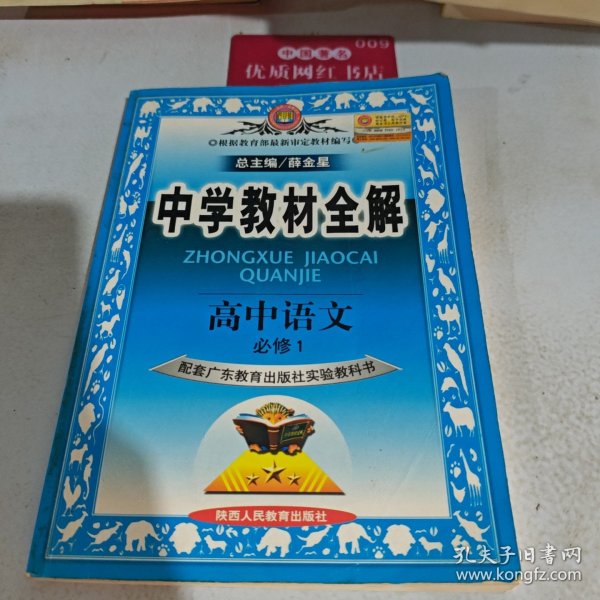 009
中国著名
优质网红书店
◎根据教育部最新审定教材编写
总主编/薛金星
中学教材全解
ZHONGXUE JIAOCAI
QUANJIE
高中语文
必修1
配套广东教育出版社实验教科书
陕西人民教育出版社
孔夫子旧书网
www.kongfz.com